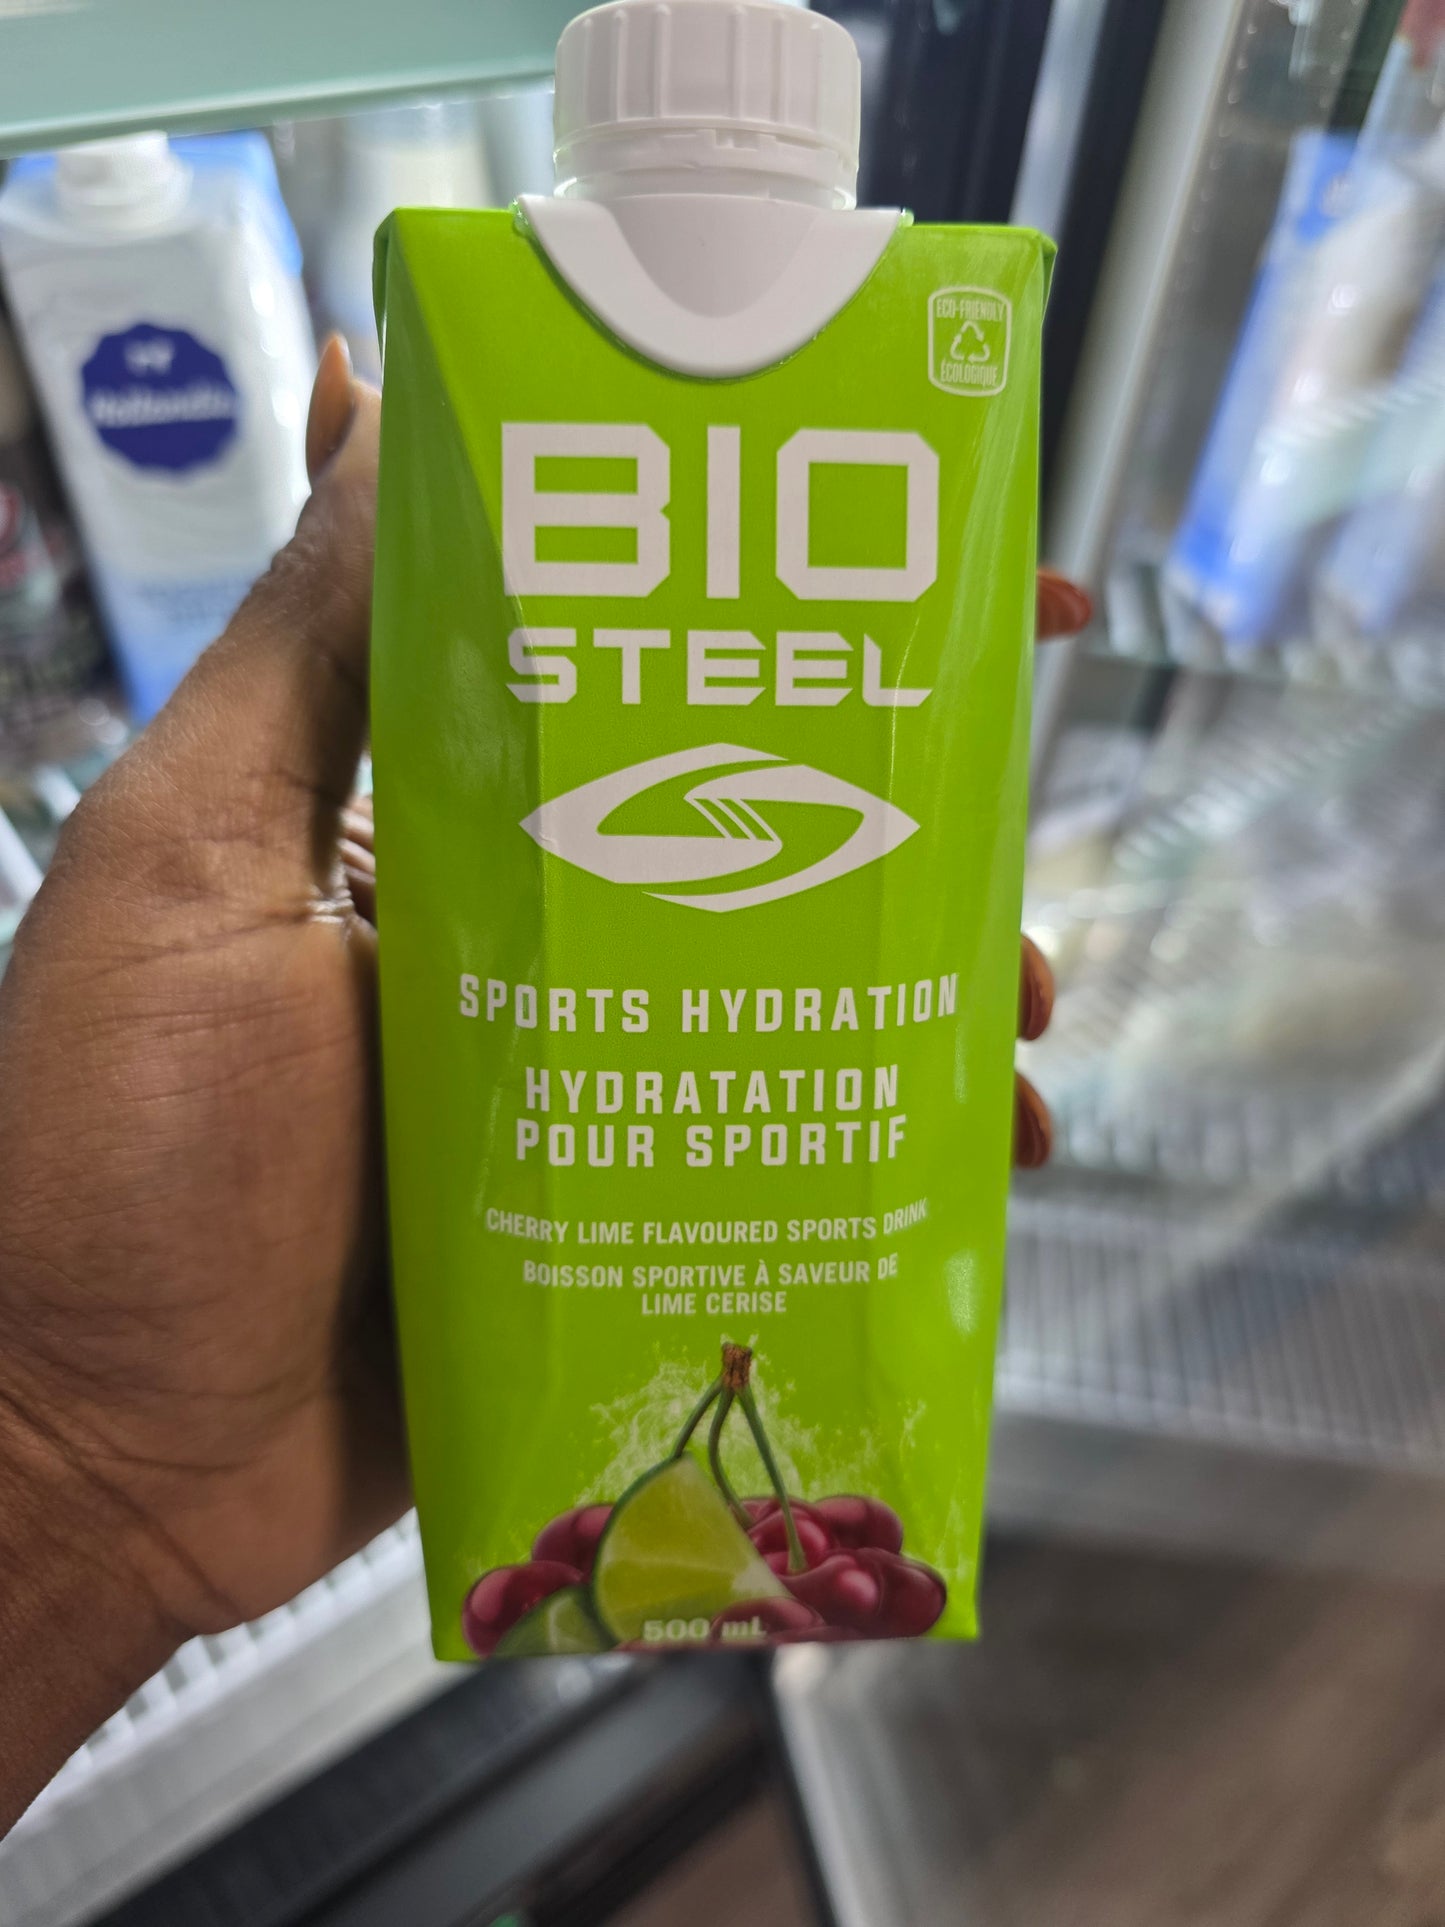 ECO-FRIENDLY
ÉCOLOGIQUE
BIO
STEEL
SPORTS HYDRATION
HYDRATATION
POUR SPORTIF
CHERRY LIME FLAVOURED SPORTS DRINK
BOISSON SPORTIVE À SAVEUR DE
LIME CERISE
500 mL